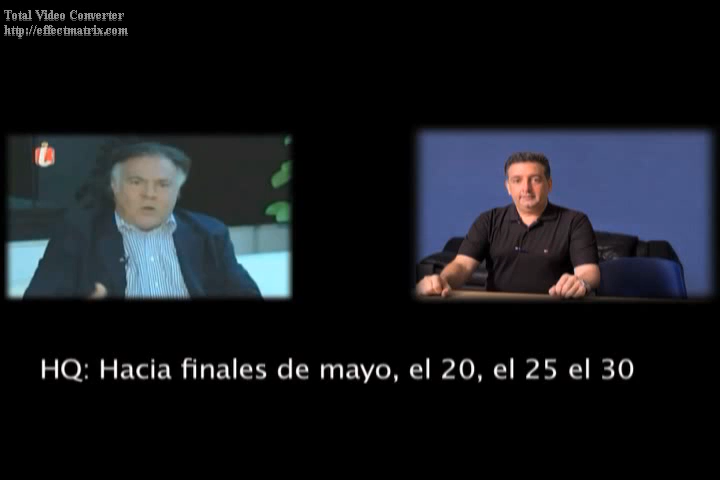 Total Video Converter
http://effectmatrix.com
HQ: Hacia finales de mayo, el 20, el 25 el 30